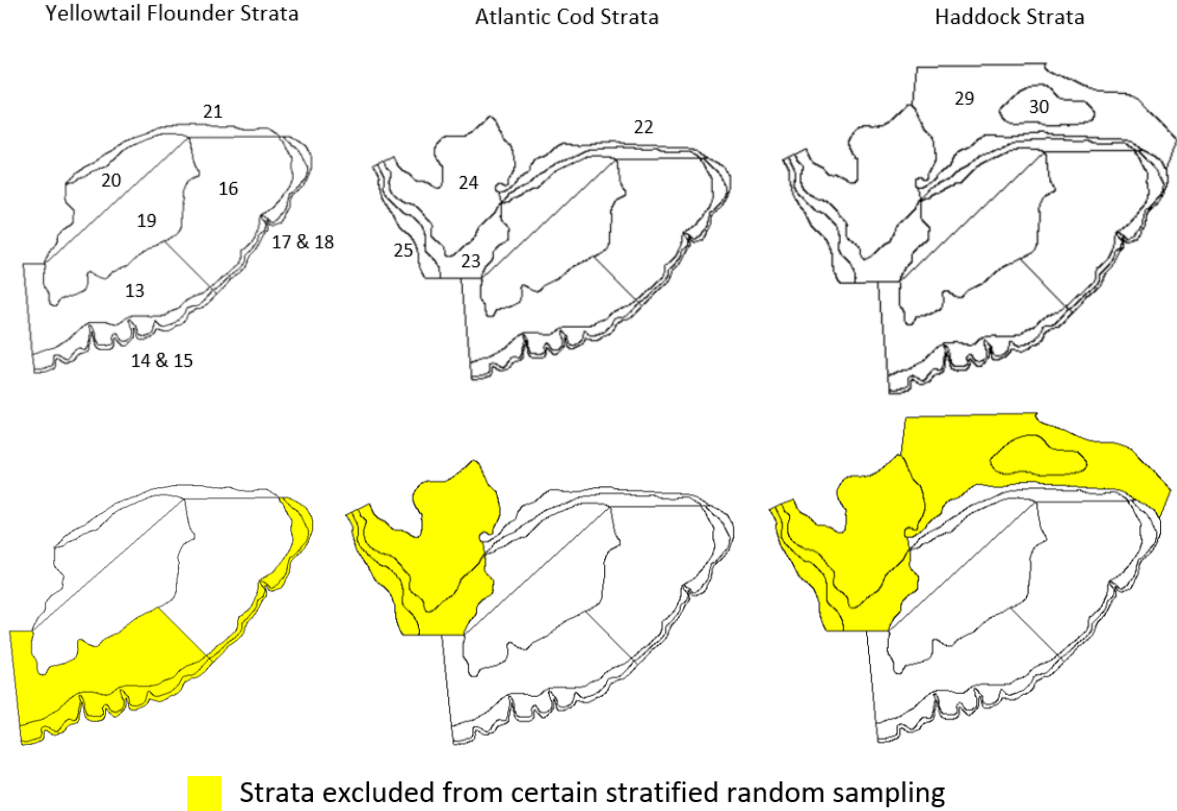 Yellowtail Flounder Strata
Atlantic Cod Strata
Haddock Strata
21
20
16
19
17 & 18
13
14 & 15
22
24
25
23
29
30
Strata excluded from certain stratified random sampling